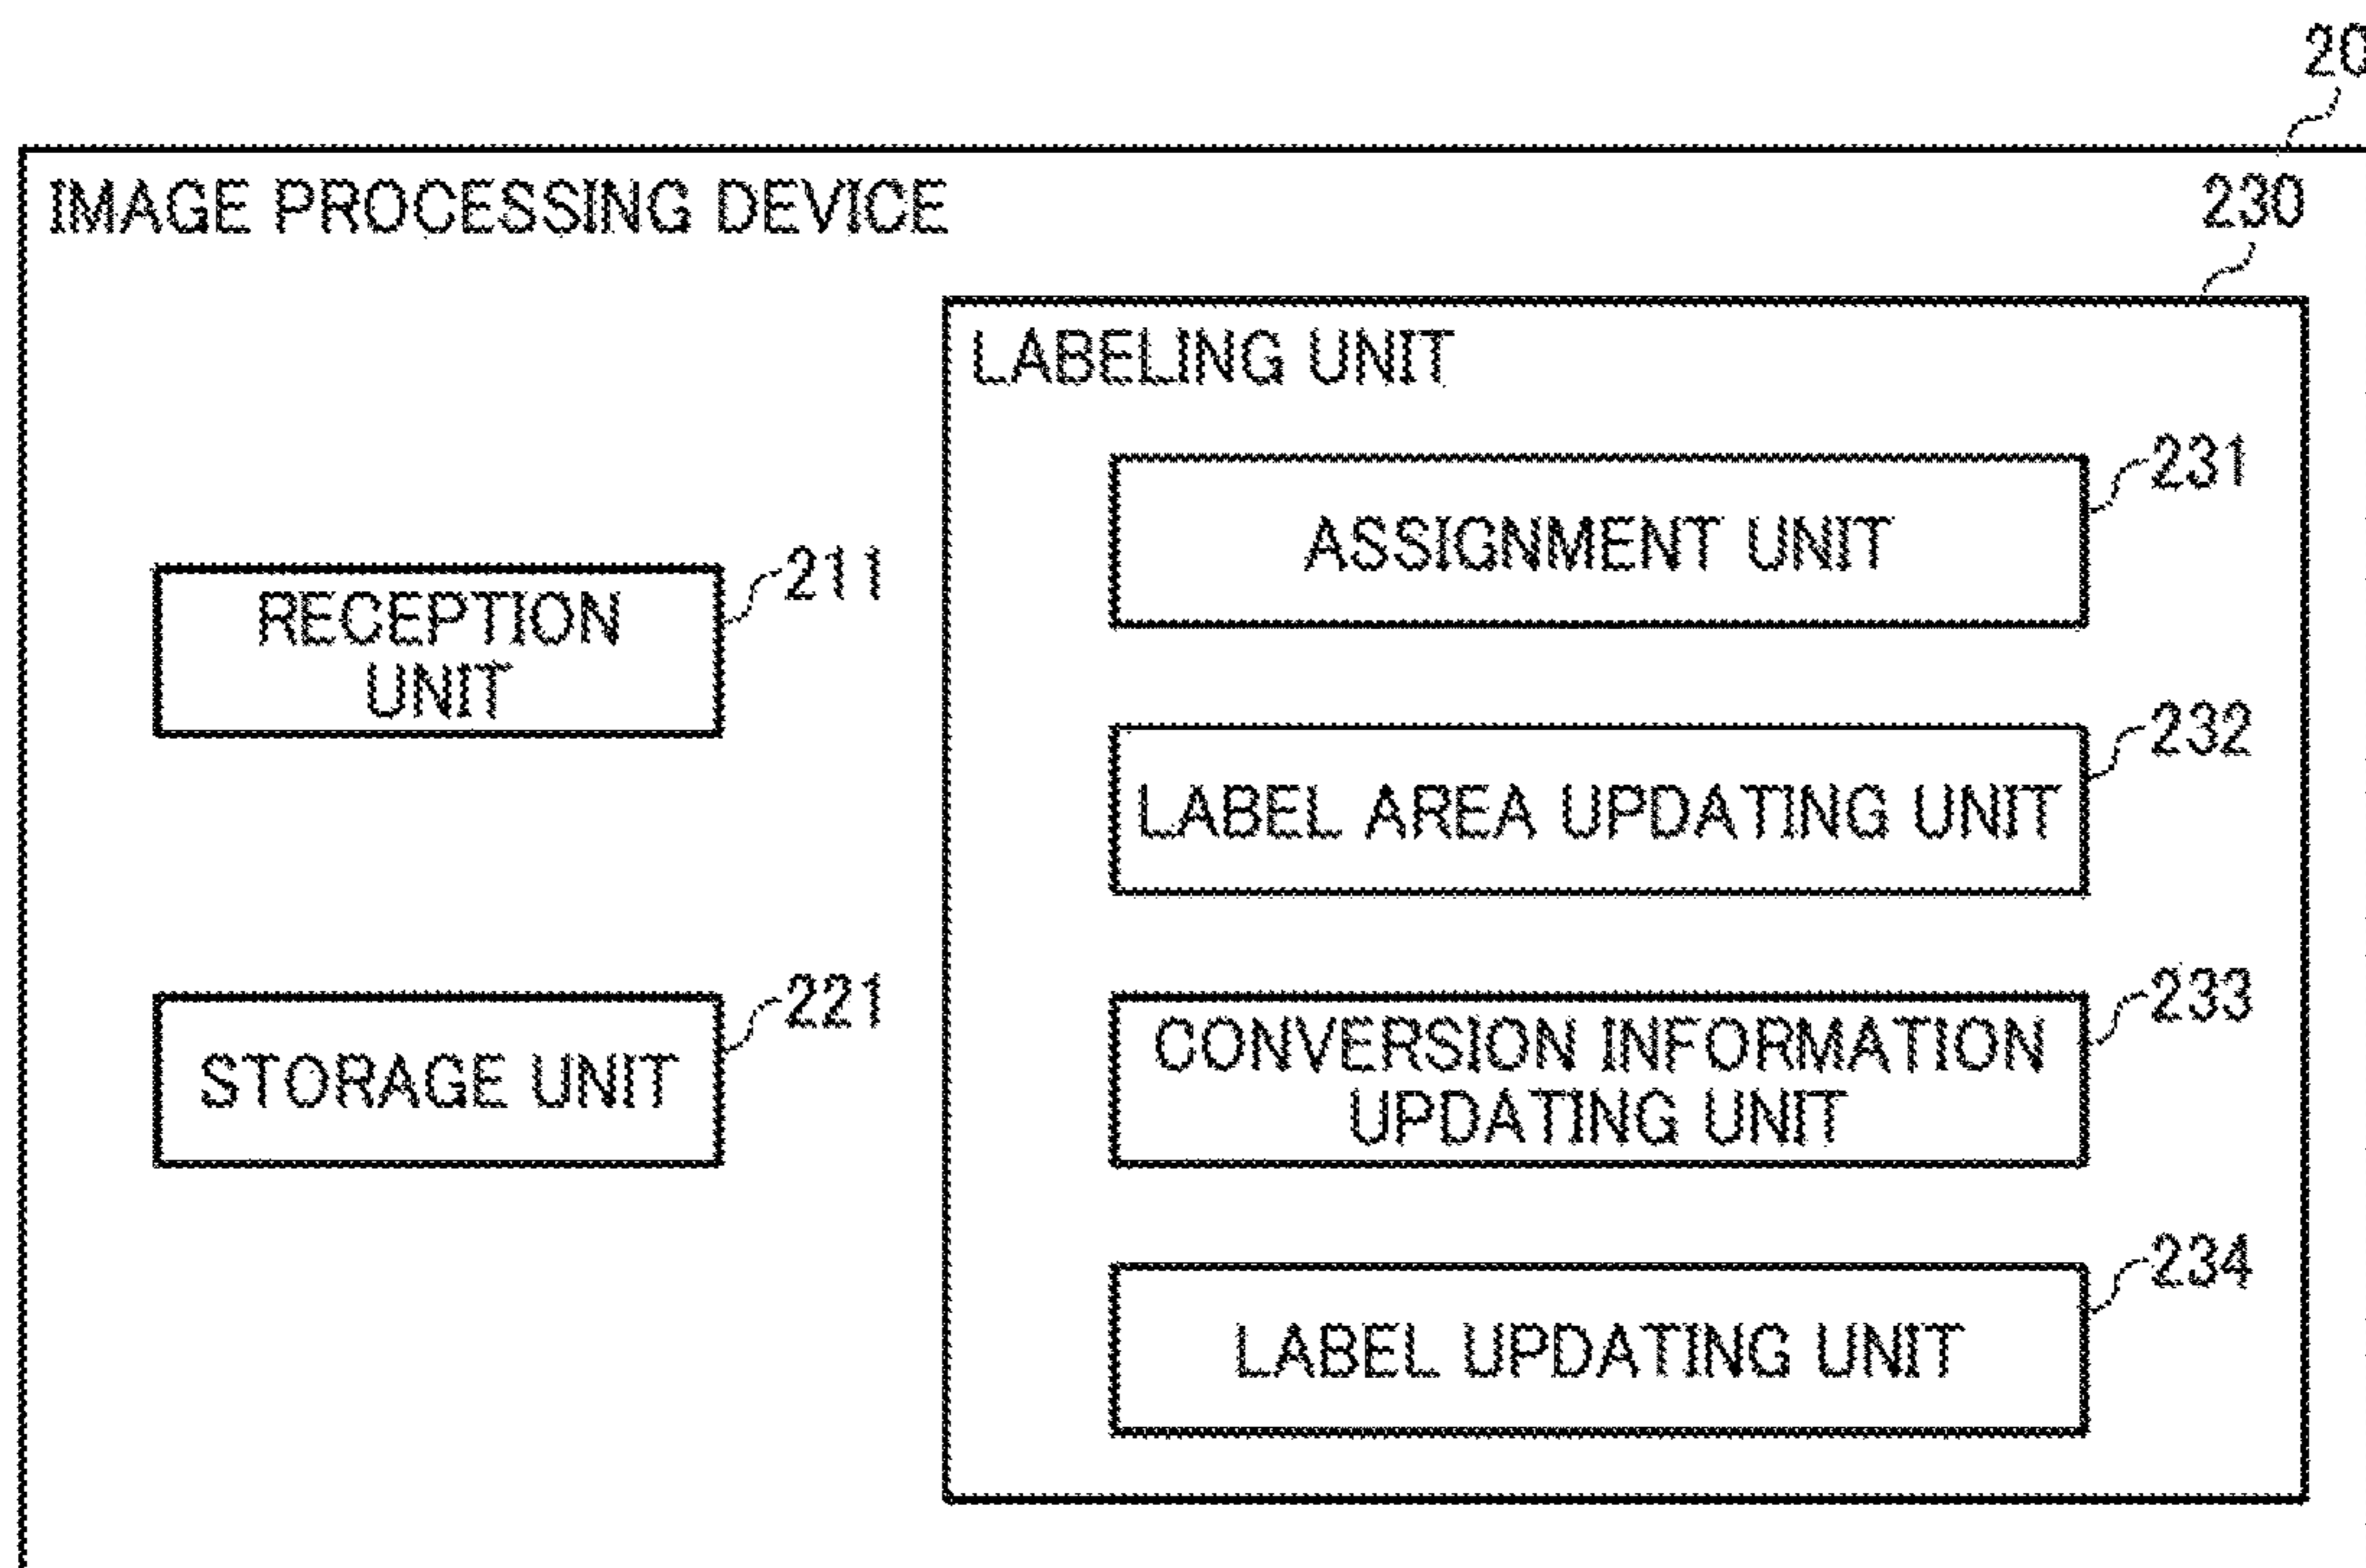 20
IMAGE PROCESSING DEVICE
230
LABELING UNIT
231
ASSIGNMENT UNIT
211
RECEPTION
UNIT
232
LABEL AREA UPDATING UNIT
221
STORAGE UNIT
233
CONVERSION INFORMATION
UPDATING UNIT
234
LABEL UPDATING UNIT